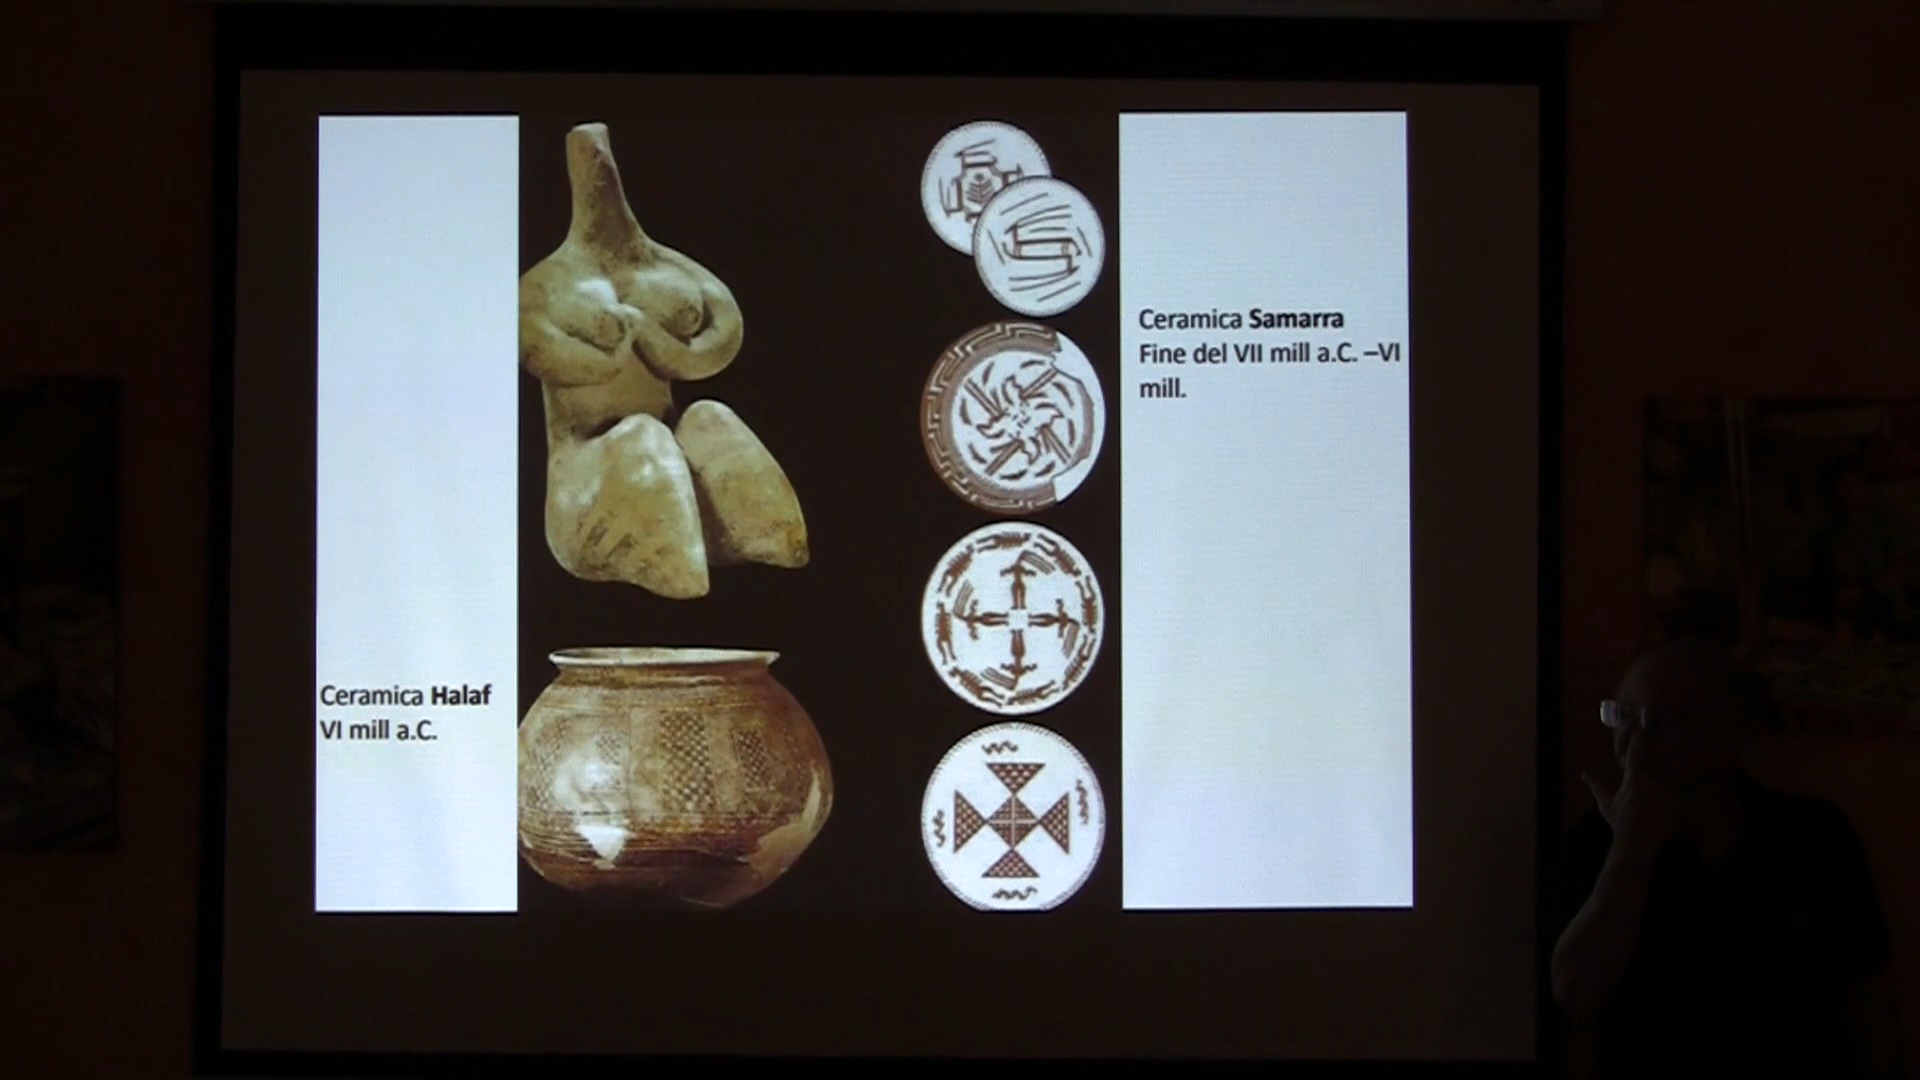 Ceramica Halaf
VI mill a.C.
Ceramica Samarra
Fine del VII mill a.C. –VI
mill.